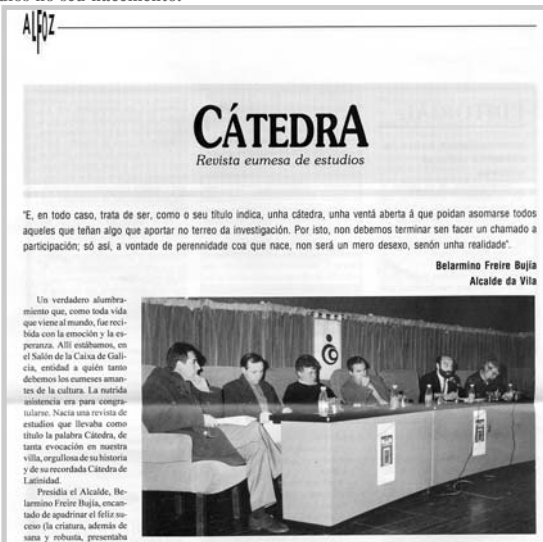 ALFOZ
CÁTEDRA
Revista eumesa de estudios
"E, en todo caso, trata de ser, como o seu título indica, unha cátedra, unha ventá aberta á que poidan asomarse todos
aqueles que teñan algo que aportar no terreo da investigación. Por isto, non debemos terminar sen facer un chamado a
participación; só así, a vontade de perennidade coa que nace, non será un mero desexo, senón unha realidade".
Belarmino Freire Bujía
Alcalde da Vila
Un verdadero alumbra-
miento que, como toda vida
que viene al mundo, fue reci-
bida con la emoción y la es-
peranza. Allí estábamos, en
el Salón de la Caixa de Gali-
cia, entidad a quién tanto
debemos los eumeses aman-
tes de la cultura. La nutrida
asistencia era para congra-
tularse. Nacía una revista de
estudios que llevaba como
título la palabra Cátedra, de
tanta evocación en nuestra
villa, orgullosa de su historia
y de su recordada Cátedra de
Latinidad.
Presidía el Alcalde, Be-
larmino Freire Bujía, encan-
tado de apadrinar el feliz su-
ceso (la criatura, además de
sana y robusta, presentaba